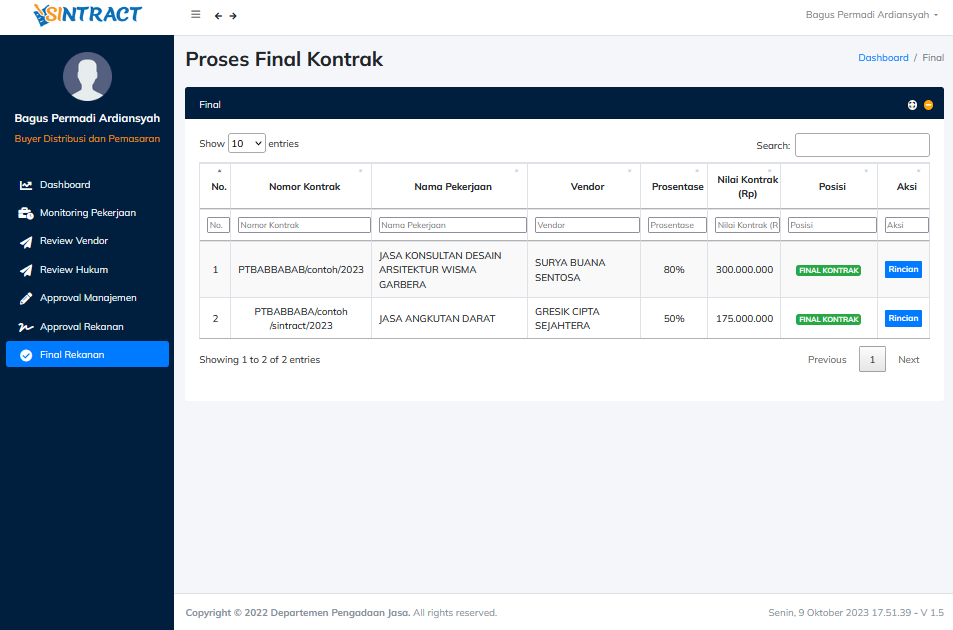 SINTRACT
Bagus Permadi Ardiansyah
Bagus Permadi Ardiansyah
Buyer Distribusi dan Pemasaran
Dashboard
Monitoring Pekerjaan
Review Vendor
Review Hukum
Approval Manajemen
Approval Rekanan
Final Rekanan
Proses Final Kontrak
Dashboard / Final
Final
Show 10 entries
Search:
No. Nomor Kontrak Nama Pekerjaan Vendor Prosentase Nilai Kontrak (Rp) Posisi Aksi
No. Nomor Kontrak Nama Pekerjaan Vendor Prosentase Nilai Kontrak (R Posisi Aksi
1 PTBABBABAB/contoh/2023 JASA KONSULTAN DESAIN ARSITEKTUR WISMA GARBERA SURYA BUANA SENTOSA 80% 300.000.000 FINAL KONTRAK Rincian
2 PTBABBABA/contoh/sintract/2023 JASA ANGKUTAN DARAT GRESIK CIPTA SEJAHTERA 50% 175.000.000 FINAL KONTRAK Rincian
Showing 1 to 2 of 2 entries
Previous 1 Next
Copyright © 2022 Departemen Pengadaan Jasa. All rights reserved.
Senin, 9 Oktober 2023 17.51.39 - V 1.5